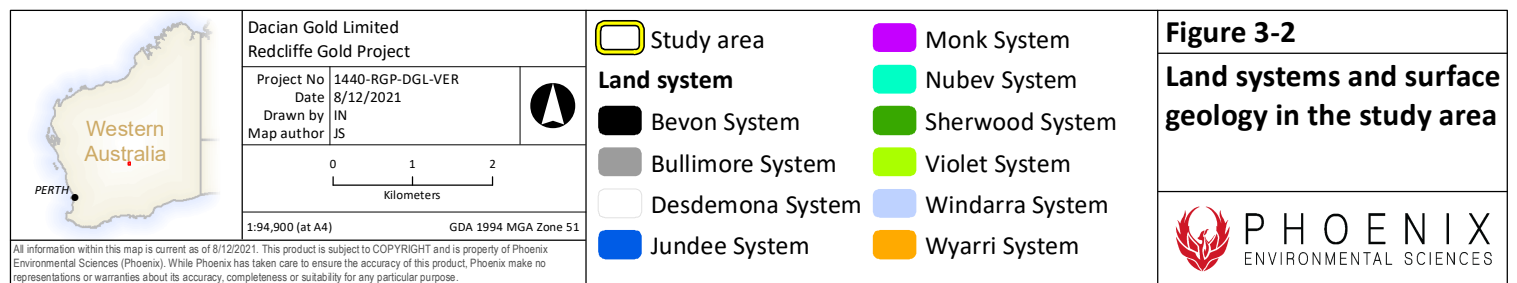 Western
Australia
PERTH
Dacian Gold Limited
Redcliffe Gold Project
Project No 1440-RGP-DGL-VER
Date 8/12/2021
Drawn by IN
Map author JS
0 1 2
Kilometers
1:94,900 (at A4) GDA 1994 MGA Zone 51
All information within this map is current as of 8/12/2021. This product is subject to COPYRIGHT and is property of Phoenix
Environmental Sciences (Phoenix). While Phoenix has taken care to ensure the accuracy of this product, Phoenix make no
representations or warranties about its accuracy, completeness or suitability for any particular purpose.
Study area
Land system
Bevon System
Bullimore System
Desdemona System
Jundee System
Monk System
Nubev System
Sherwood System
Violet System
Windarra System
Wyarri System
Figure 3-2
Land systems and surface
geology in the study area
PHOENIX
ENVIRONMENTAL SCIENCES